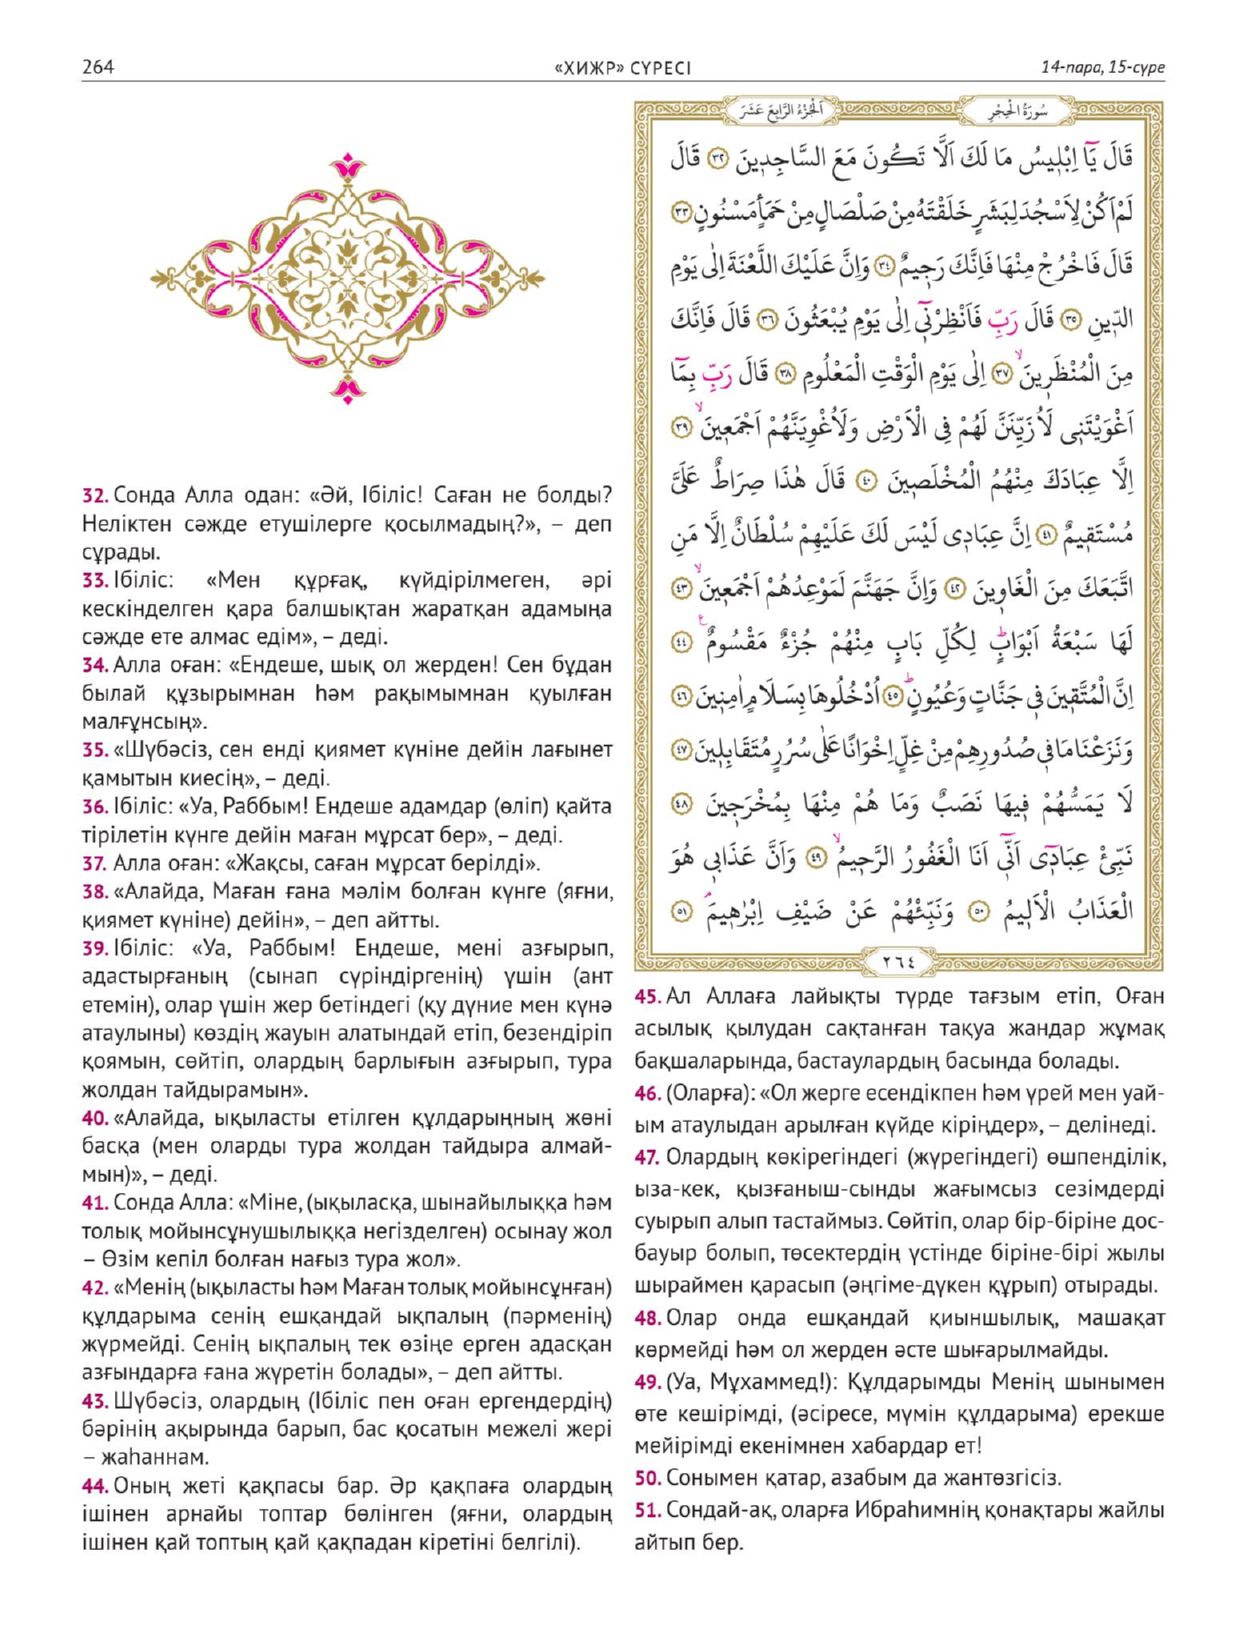 264
«ХИЖР» СҮРЕСІ
14-пара, 15-сүре
32. Сонда Алла одан: «Әй, Ібіліс! Саған не болды?
Неліктен сәжде етушілерге қосылмадың?», – деп
сұрады.
33. Ібіліс: «Мен құрғақ, күйдірілмеген, әрі
кескінделген қара балшықтан жаратқан адамыңа
сәжде ете алмас едім», – деді.
34. Алла оған: «Ендеше, шық ол жерден! Сен бұдан
былай құзырымнан һәм рақымымнан қуылған
малғұнсың».
35. «Шүбәсіз, сен енді қиямет күніне дейін лағынет
қамытын киесің», – деді.
36. Ібіліс: «Уа, Раббым! Ендеше адамдар (өліп) қайта
тірілетін күнге дейін маған мұрсат бер», – деді.
37. Алла оған: «Жақсы, саған мұрсат берілді».
38. «Алайда, Маған ғана мәлім болған күнге (яғни,
қиямет күніне) дейін», – деп айтты.
39. Ібіліс: «Уа, Раббым! Ендеше, мені азғырып,
адастырғаның (сынап сүріндіргенің) үшін (ант
етемін), олар үшін жер бетіндегі (қу дүние мен күнә
атаулыны) көздің жауын алатындай етіп, безендіріп
қоямын, сөйтіп, олардың барлығын азғырып, тура
жолдан тайдырамын».
40. «Алайда, ықыласты етілген құлдарыңның жөні
басқа (мен оларды тура жолдан тайдыра алмай-
мын)», – деді.
41. Сонда Алла: «Міне, (ықыласқа, шынайылыққа һәм
толық мойынсұнушылыққа негізделген) осынау жол
– Өзім кепіл болған нағыз тура жол».
42. «Менің (ықыласты һәм Маған толық мойынсұнған)
құлдарыма сенің ешқандай ықпалың (пәрменің)
жүрмейді. Сенің ықпалың тек өзіңе ерген адасқан
азғындарға ғана жүретін болады», – деп айтты.
43. Шүбәсіз, олардың (Ібіліс пен оған ергендердің)
бәрінің ақырында барып, бас қосатын межелі жері
– жаһаннам.
44. Оның жеті қақпасы бар. Әр қақпаға олардың
ішінен арнайы топтар бөлінген (яғни, олардың
ішінен қай топтың қай қақпадан кіретіні белгілі).
سُورَةُ الْحِجْرِ
اَلْجُزْءُ الرَّابِعَ عَشَرَ
قَالَ يَٓا اِبْلٖيسُ مَا لَكَ اَلَّا تَكُونَ مَعَ السَّاجِدٖينَ ٣٢ قَالَ
لَمْ اَكُنْ لِاَسْجُدَ لِبَشَرٍ خَلَقْتَهُ مِنْ صَلْصَالٍ مِنْ حَمَأٍ مَسْنُونٍ ٣٣
قَالَ فَاخْرُجْ مِنْهَا فَاِنَّكَ رَجٖيمٌ ٣٤ وَاِنَّ عَلَيْكَ اللَّعْنَةَ اِلٰى يَوْمِ
الدّٖينِ ٣٥ قَالَ رَبِّ فَاَنْظِرْنٖٓي اِلٰى يَوْمِ يُبْعَثُونَ ٣٦ قَالَ فَاِنَّكَ
مِنَ الْمُنْظَرٖينَۙ ٣٧ اِلٰى يَوْمِ الْوَقْتِ الْمَعْلُومِ ٣٨ قَالَ رَبِّ بِمَٓا
اَغْوَيْتَنٖى لَاُزَيِّنَنَّ لَهُمْ فِى الْاَرْضِ وَلَاُغْوِيَنَّهُمْ اَجْمَعٖينَۙ ٣٩
اِلَّا عِبَادَكَ مِنْهُمُ الْمُخْلَصٖينَ ٤٠ قَالَ هٰذَا صِرَاطٌ عَلَىَّ
مُسْتَقٖيمٌ ٤١ اِنَّ عِبَادٖى لَيْسَ لَكَ عَلَيْهِمْ سُلْطَانٌ اِلَّا مَنِ
اتَّبَعَكَ مِنَ الْغَاوٖينَ ٤٢ وَاِنَّ جَهَنَّمَ لَمَوْعِدُهُمْ اَجْمَعٖينَۙ ٤٣
لَهَا سَبْعَةُ اَبْوَابٍؕ لِكُلِّ بَابٍ مِنْهُمْ جُزْءٌ مَقْسُومٌ ع ٤٤
اِنَّ الْمُتَّقٖينَ فٖى جَنَّاتٍ وَعُيُونٍؕ ٤٥ اُدْخُلُوهَا بِسَلَامٍ اٰمِنٖينَ ٤٦
وَنَزَعْنَا مَا فٖى صُدُورِهِمْ مِنْ غِلٍّ اِخْوَانًا عَلٰى سُرُرٍ مُتَقَابِلٖينَ ٤٧
لَا يَمَسُّهُمْ فٖيهَا نَصَبٌ وَمَا هُمْ مِنْهَا بِمُخْرَجٖينَ ٤٨
نَبِّئْ عِبَادٖٓى اَنّٖٓى اَنَا الْغَفُورُ الرَّحٖيمُۙ ٤٩ وَاَنَّ عَذَابٖى هُوَ
الْعَذَابُ الْاَلٖيمُ ٥٠ وَنَبِّئْهُمْ عَنْ ضَيْفِ اِبْرٰهٖيمَۢ ٥١
٢٦٤
45. Ал Аллаға лайықты түрде тағзым етіп, Оған
асылық қылудан сақтанған тақуа жандар жұмақ
бақшаларында, бастаулардың басында болады.
46. (Оларға): «Ол жерге есендікпен һәм үрей мен уай-
ым атаулыдан арылған күйде кіріңдер», – делінеді.
47. Олардың көкірегіндегі (жүрегіндегі) өшпенділік,
ыза-кек, қызғаныш-сынды жағымсыз сезімдерді
суырып алып тастаймыз. Сөйтіп, олар бір-біріне дос-
бауыр болып, төсектердің үстінде біріне-бірі жылы
шыраймен қарасып (әңгіме-дүкен құрып) отырады.
48. Олар онда ешқандай қиыншылық, машақат
көрмейді һәм ол жерден әсте шығарылмайды.
49. (Уа, Мұхаммед!): Құлдарымды Менің шынымен
өте кешірімді, (әсіресе, мүмін құлдарыма) ерекше
мейірімді екенімнен хабардар ет!
50. Сонымен қатар, азабым да жантөзгісіз.
51. Сондай-ақ, оларға Ибраһимнің қонақтары жайлы
айтып бер.